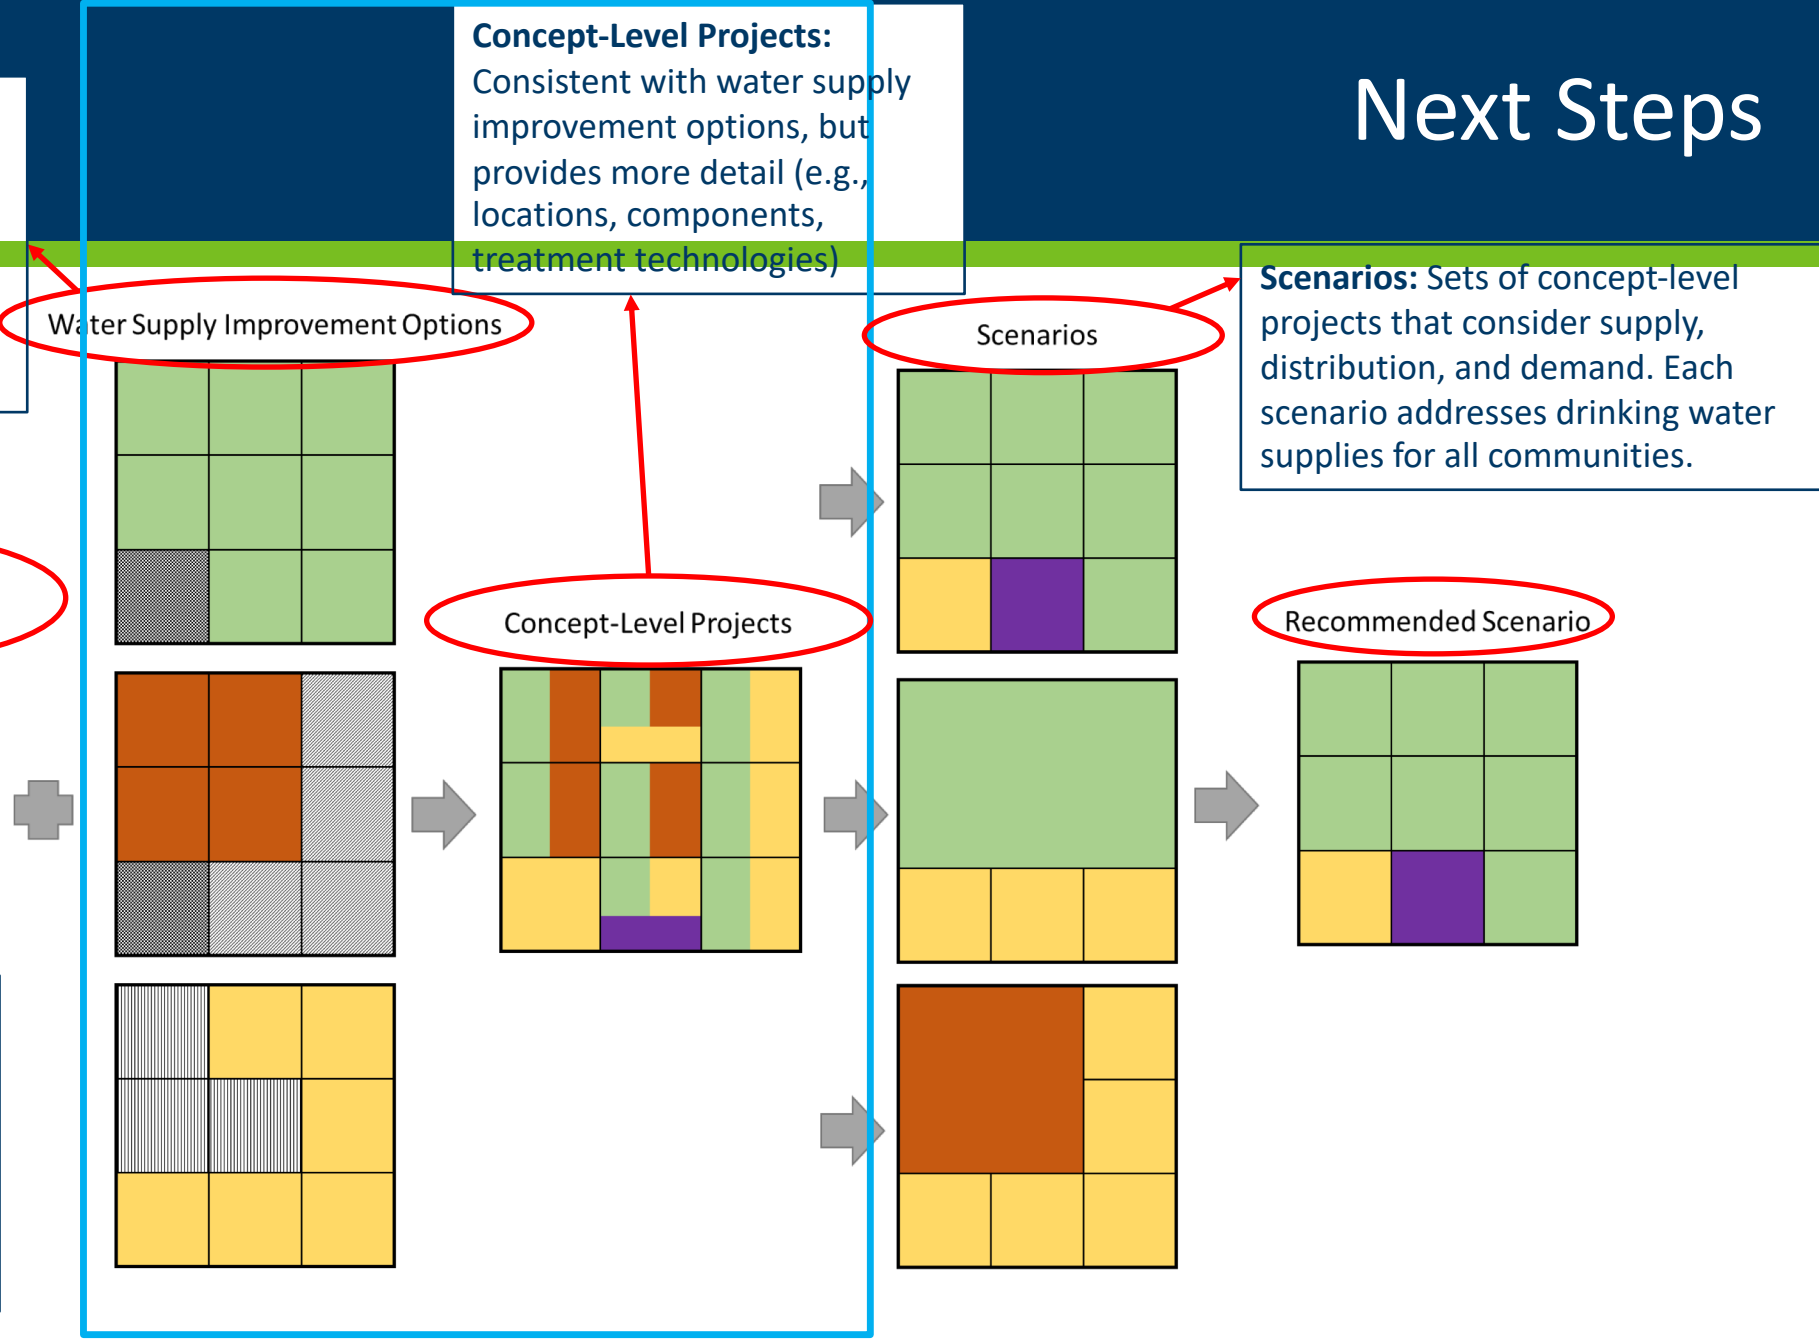 Next Steps
Concept-Level Projects:
Consistent with water supply
improvement options, but
provides more detail (e.g.,
locations, components,
treatment technologies)
Scenarios: Sets of concept-level
projects that consider supply,
distribution, and demand. Each
scenario addresses drinking water
supplies for all communities.
Water Supply Improvement Options
Scenarios
Concept-Level Projects
Recommended Scenario